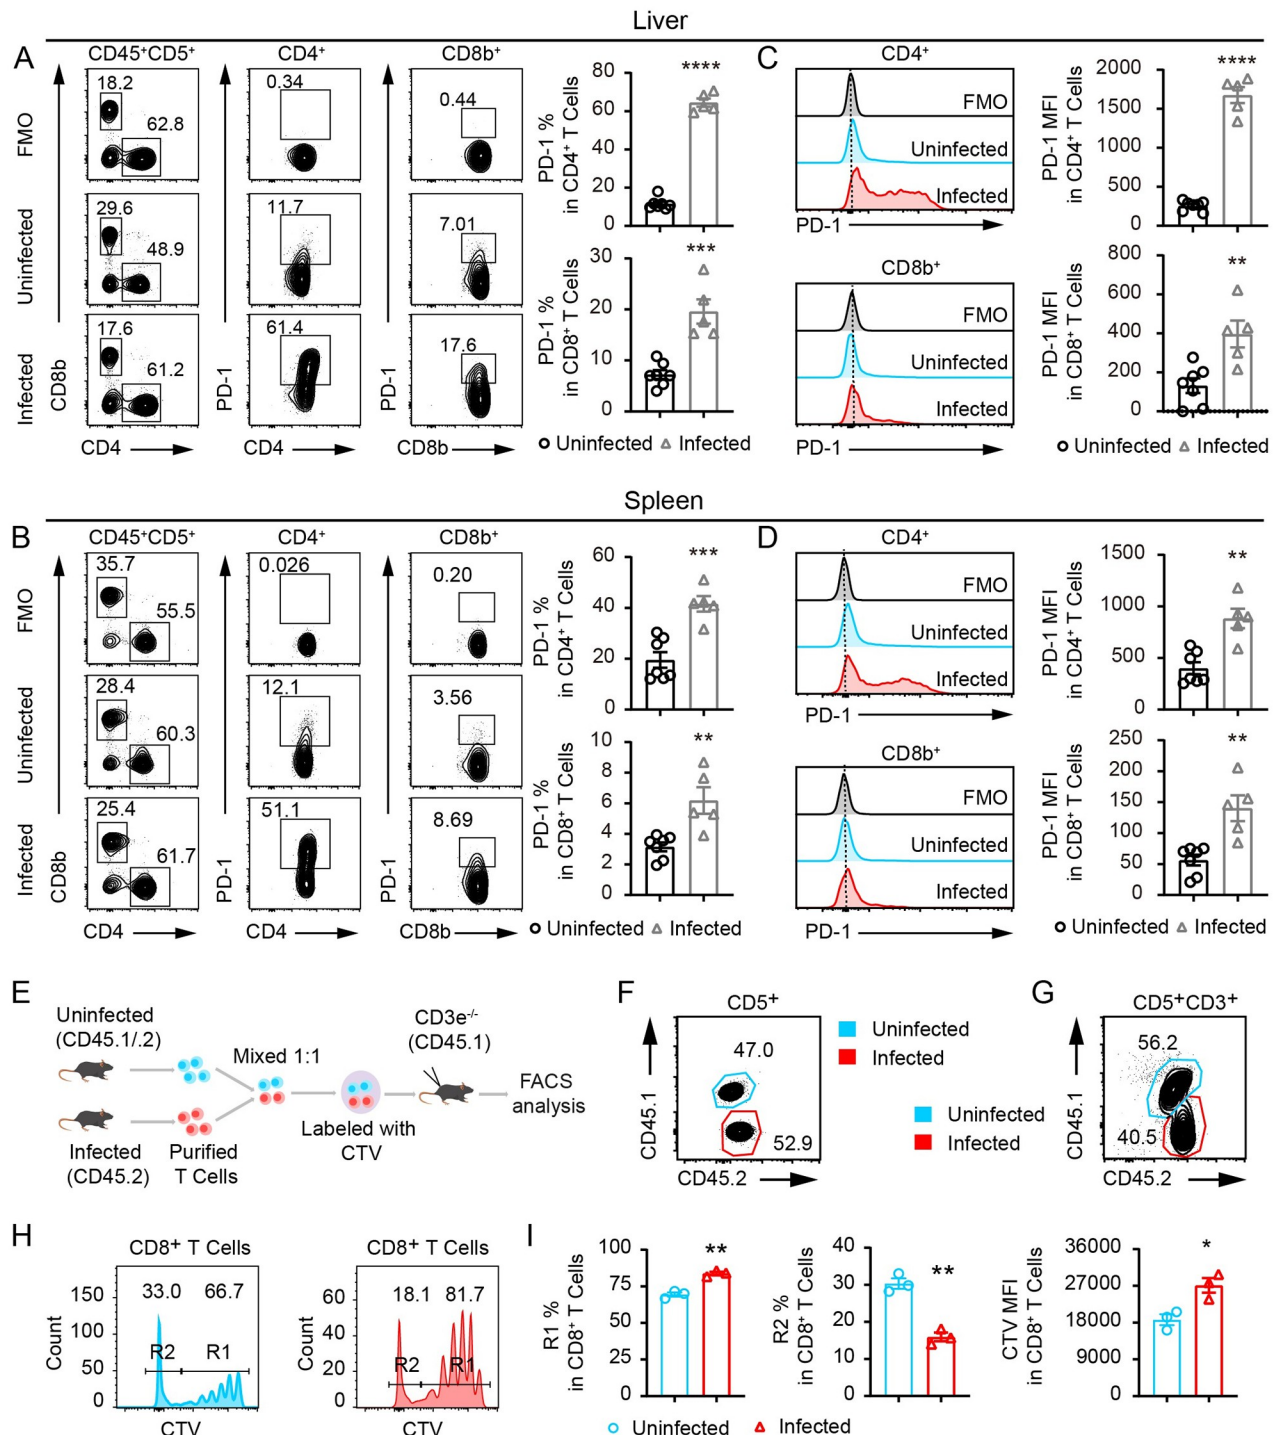 Liver
A
CD45⁺CD5⁺
CD4⁺
CD8b⁺
FMO
18.2
62.8
0.34
0.44
Uninfected
29.6
48.9
11.7
7.01
Infected
17.6
61.2
61.4
17.6
CD8b
PD-1
PD-1
CD4
CD4
CD8b
PD-1 %
in CD4⁺ T Cells
80
60
40
20
0
****
PD-1 %
in CD8⁺ T Cells
30
20
10
0
***
Uninfected Infected
C
CD4⁺
FMO
Uninfected
Infected
PD-1
CD8b⁺
FMO
Uninfected
Infected
PD-1
PD-1 MFI
in CD4⁺ T Cells
2000
1500
1000
500
0
****
PD-1 MFI
in CD8⁺ T Cells
800
600
400
200
0
**
Uninfected Infected
Spleen
B
CD45⁺CD5⁺
CD4⁺
CD8b⁺
FMO
35.7
55.5
0.026
0.20
Uninfected
28.4
60.3
12.1
3.56
Infected
25.4
61.7
51.1
8.69
CD8b
PD-1
PD-1
CD4
CD4
CD8b
PD-1 %
in CD4⁺ T Cells
60
40
20
0
***
PD-1 %
in CD8⁺ T Cells
10
8
6
4
2
0
**
Uninfected Infected
D
CD4⁺
FMO
Uninfected
Infected
PD-1
CD8b⁺
FMO
Uninfected
Infected
PD-1
PD-1 MFI
in CD4⁺ T Cells
1500
1000
500
0
**
PD-1 MFI
in CD8⁺ T Cells
250
200
150
100
50
0
**
Uninfected Infected
E
Uninfected
(CD45.1/.2)
Infected
(CD45.2)
Purified
T Cells
Mixed 1:1
Labeled with
CTV
CD3e⁻/⁻
(CD45.1)
FACS
analysis
F
CD5⁺
47.0
52.9
CD45.1
CD45.2
Uninfected
Infected
G
CD5⁺CD3⁺
56.2
40.5
CD45.1
CD45.2
Uninfected
Infected
H
CD8⁺ T Cells
33.0 66.7
R2 R1
Count
150
100
50
0
CTV
CD8⁺ T Cells
18.1 81.7
R2 R1
Count
60
40
20
0
CTV
I
R1 %
in CD8⁺ T Cells
100
75
50
25
0
**
R2 %
in CD8⁺ T Cells
40
30
20
10
0
**
CTV MFI
in CD8⁺ T Cells
36000
27000
18000
9000
0
*
Uninfected Infected